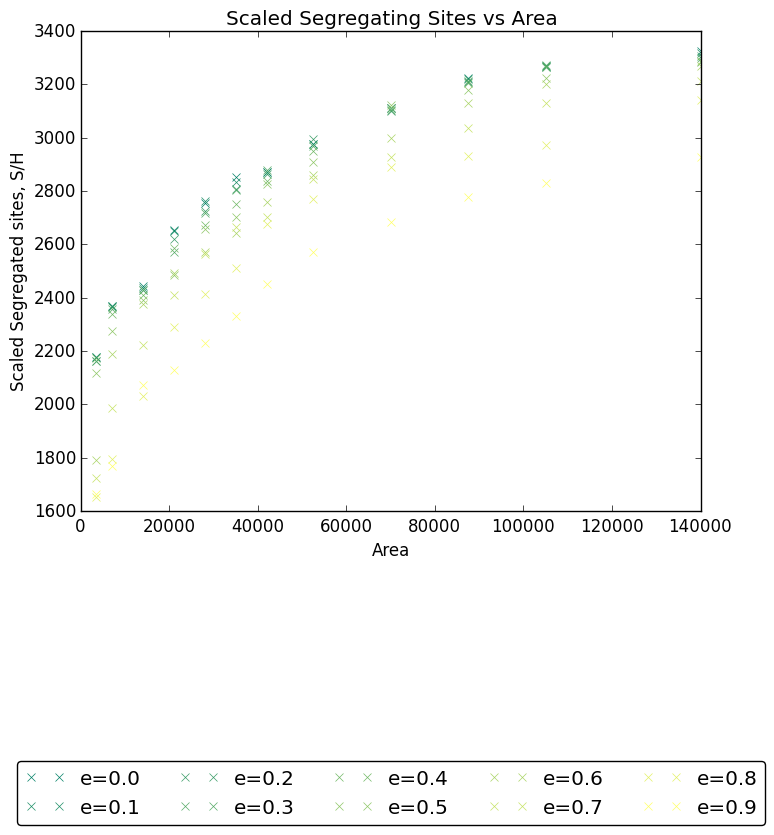 Scaled Segregating Sites vs Area
3400
3200
3000
2800
2600
2400
2200
2000
1800
1600
Scaled Segregated sites, S/H
0 20000 40000 60000 80000 100000 120000 140000
Area
e=0.0 e=0.2 e=0.4 e=0.6 e=0.8
e=0.1 e=0.3 e=0.5 e=0.7 e=0.9